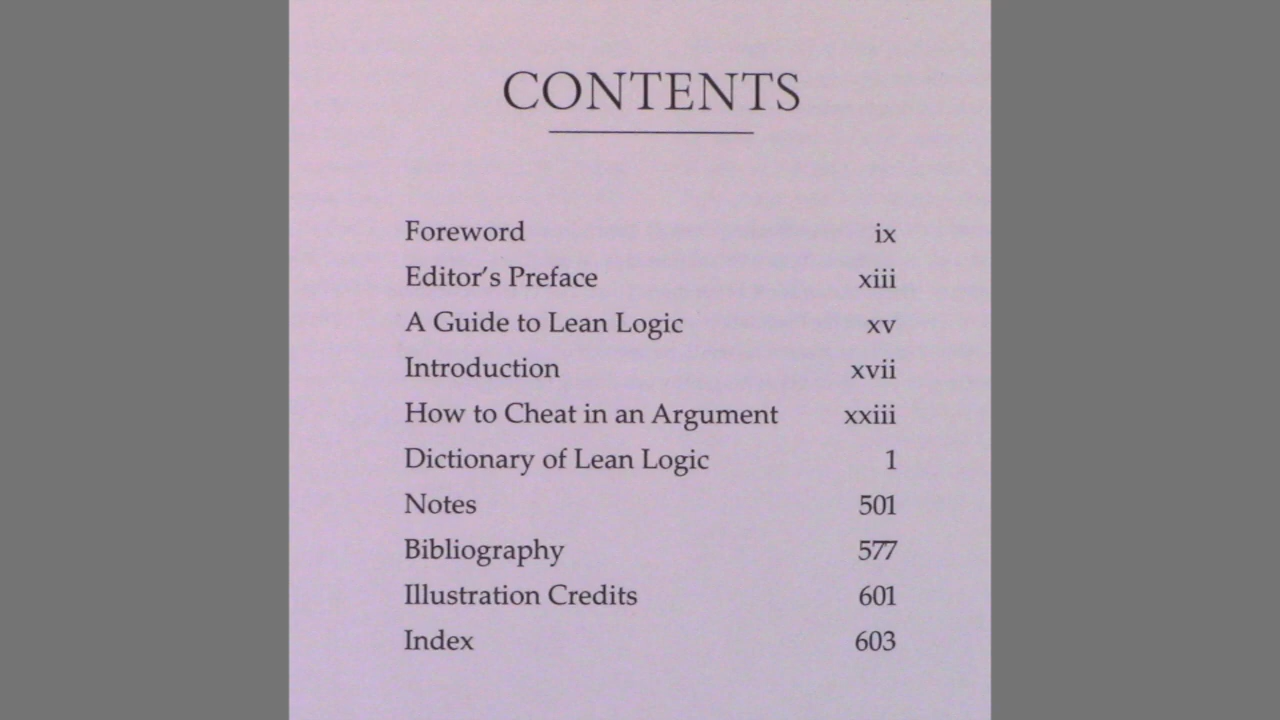 CONTENTS
Foreword ix
Editor's Preface xiii
A Guide to Lean Logic xv
Introduction xvii
How to Cheat in an Argument xxiii
Dictionary of Lean Logic 1
Notes 501
Bibliography 577
Illustration Credits 601
Index 603